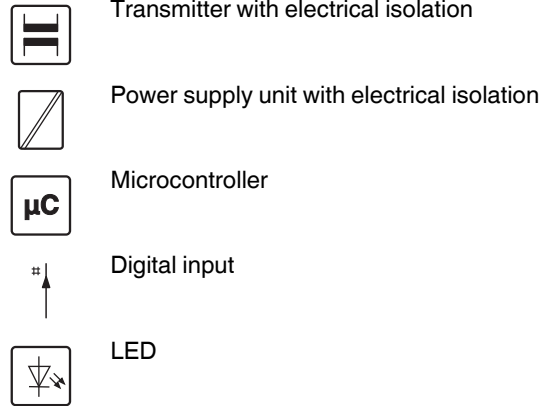 Transmitter with electrical isolation
Power supply unit with electrical isolation
µC
Microcontroller
#
Digital input
LED